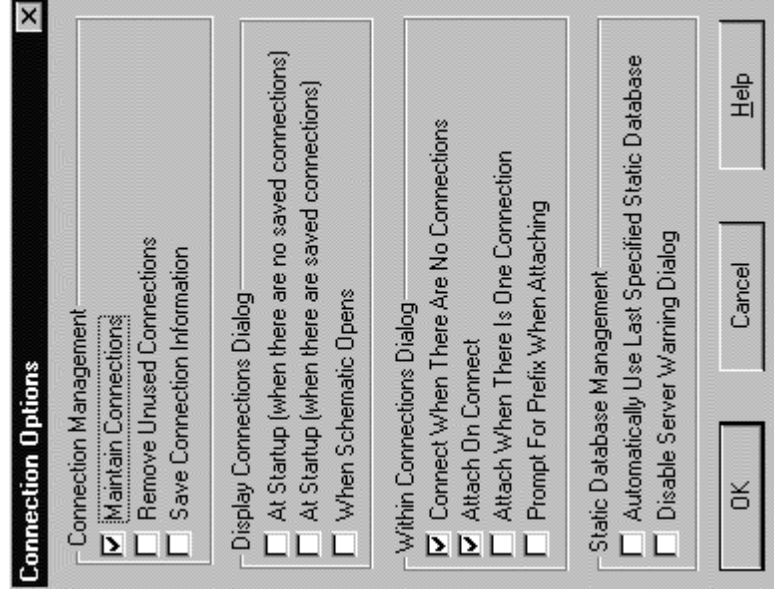 Connection Options
Connection Management
Maintain Connections
Remove Unused Connections
Save Connection Information
Display Connections Dialog
At Startup (when there are no saved connections)
At Startup (when there are saved connections)
When Schematic Opens
Within Connections Dialog
Connect When There Are No Connections
Attach On Connect
Attach When There Is One Connection
Prompt For Prefix When Attaching
Static Database Management
Automatically Use Last Specified Static Database
Disable Server Warning Dialog
OK
Cancel
Help